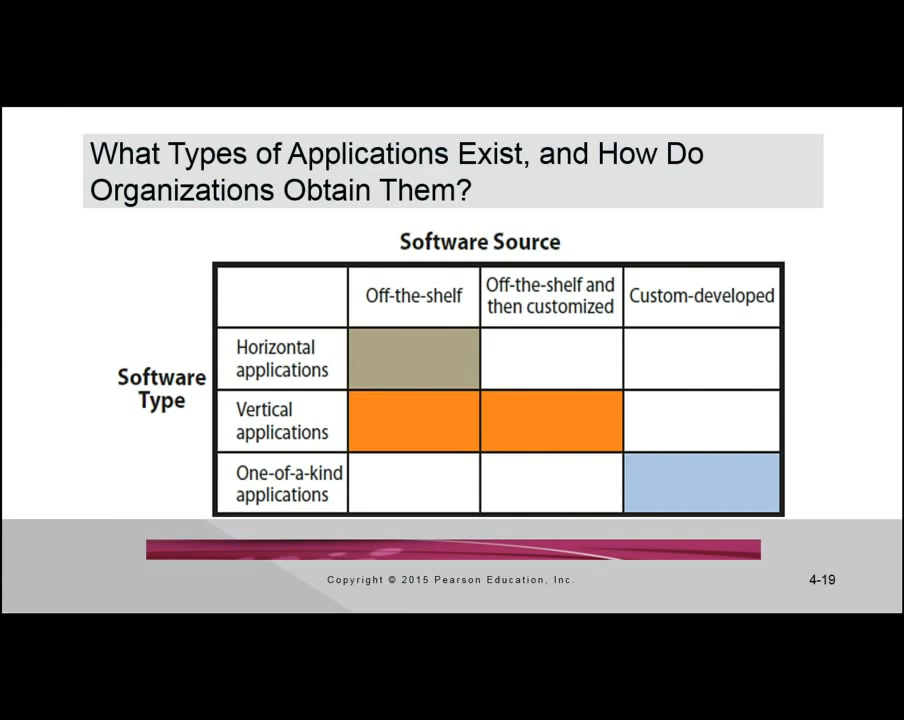 What Types of Applications Exist, and How Do
Organizations Obtain Them?
Software Source
Off-the-shelf
Off-the-shelf and
then customized
Custom-developed
Software
Type
Horizontal
applications
Vertical
applications
One-of-a-kind
applications
Copyright © 2015 Pearson Education, Inc.
4-19